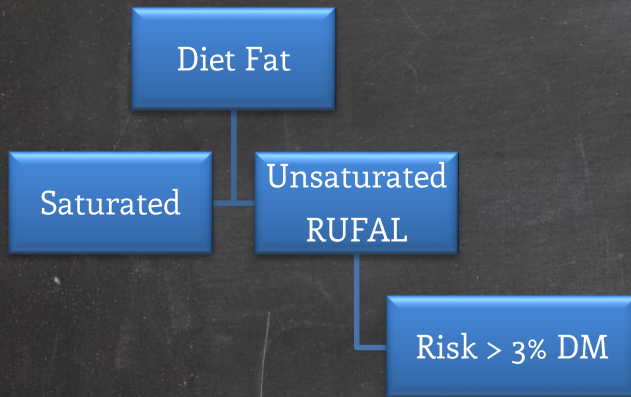 Diet Fat
Saturated
Unsaturated
RUFAL
Risk > 3% DM